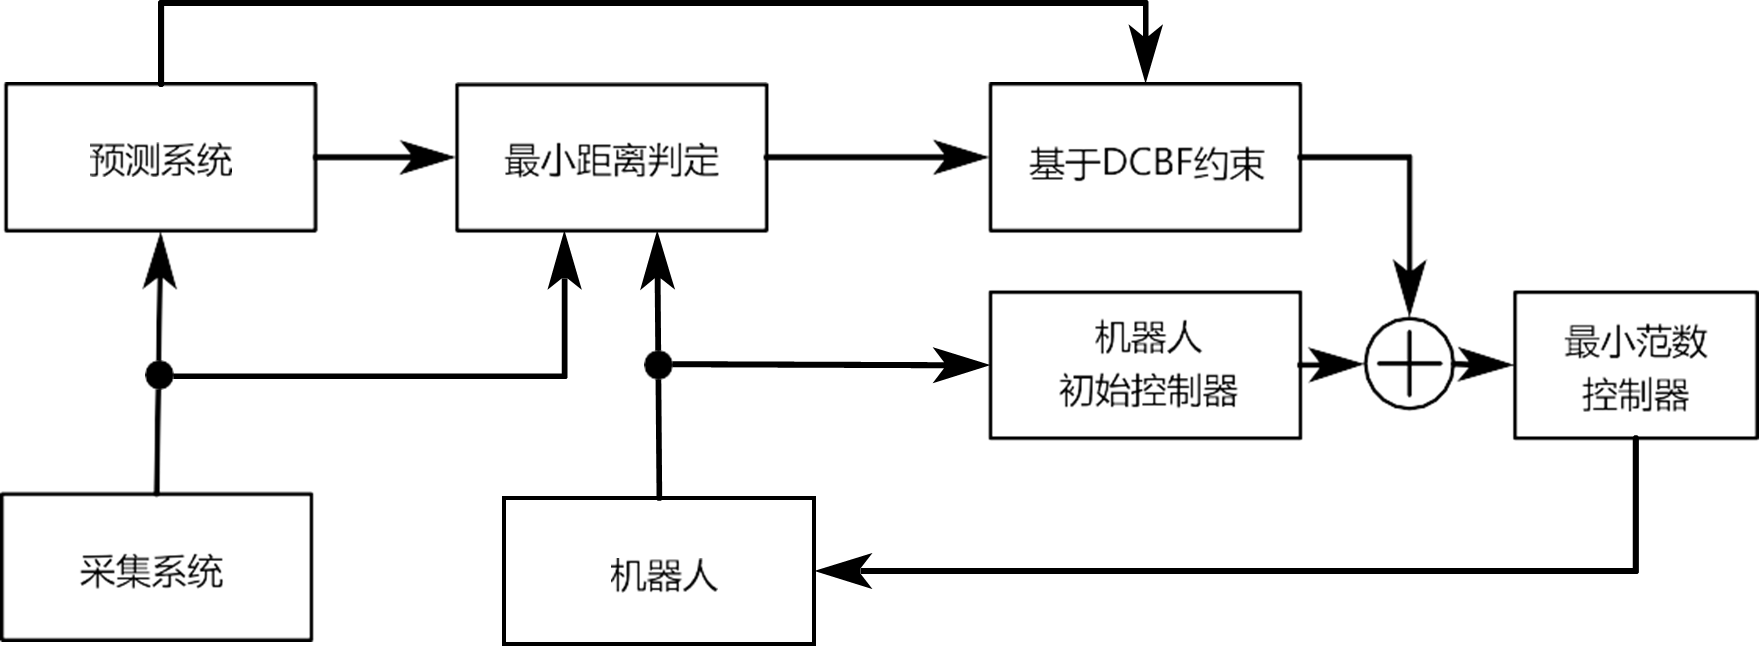 预测系统
最小距离判定
基于DCBF约束
机器人
初始控制器
最小范数
控制器
采集系统
机器人